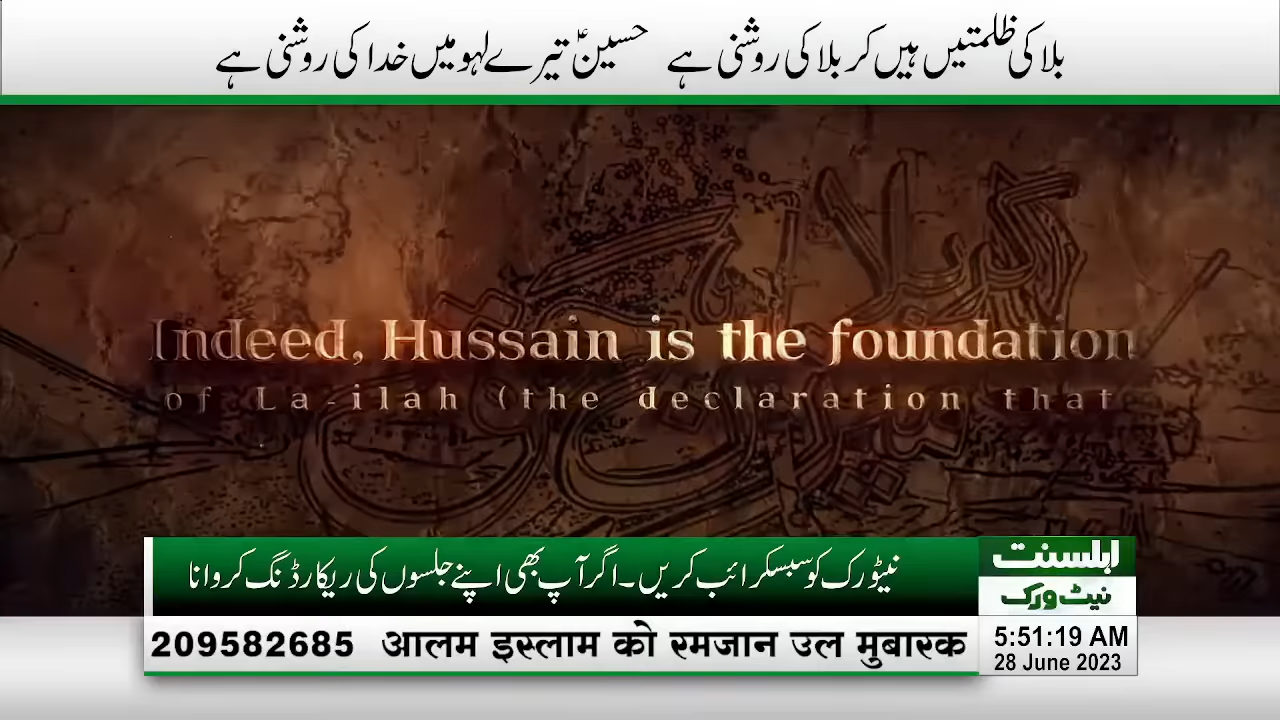 بلا کی ظلمتیں ہیں کربلا کی روشنی ہے حسینؑ تیرے لہو میں خدا کی روشنی ہے
کربلا
Indeed, Hussain is the foundation
of La-ilah (the declaration that
نیٹورک کو سبسکرائب کریں۔ اگر آپ بھی اپنے جلسوں کی ریکارڈنگ کروانا
اہلسنت
نیٹ ورک
209582685 आलम इस्लाम को रमजान उल मुबारक
5:51:19 AM
28 June 2023